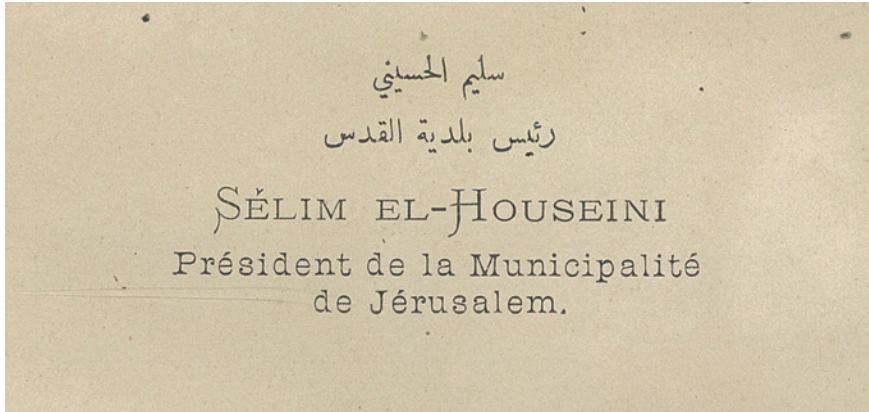 سليم الحسيني
رئيس بلدية القدس
SÉLIM EL-HOUSEINI
Président de la Municipalité
de Jérusalem.